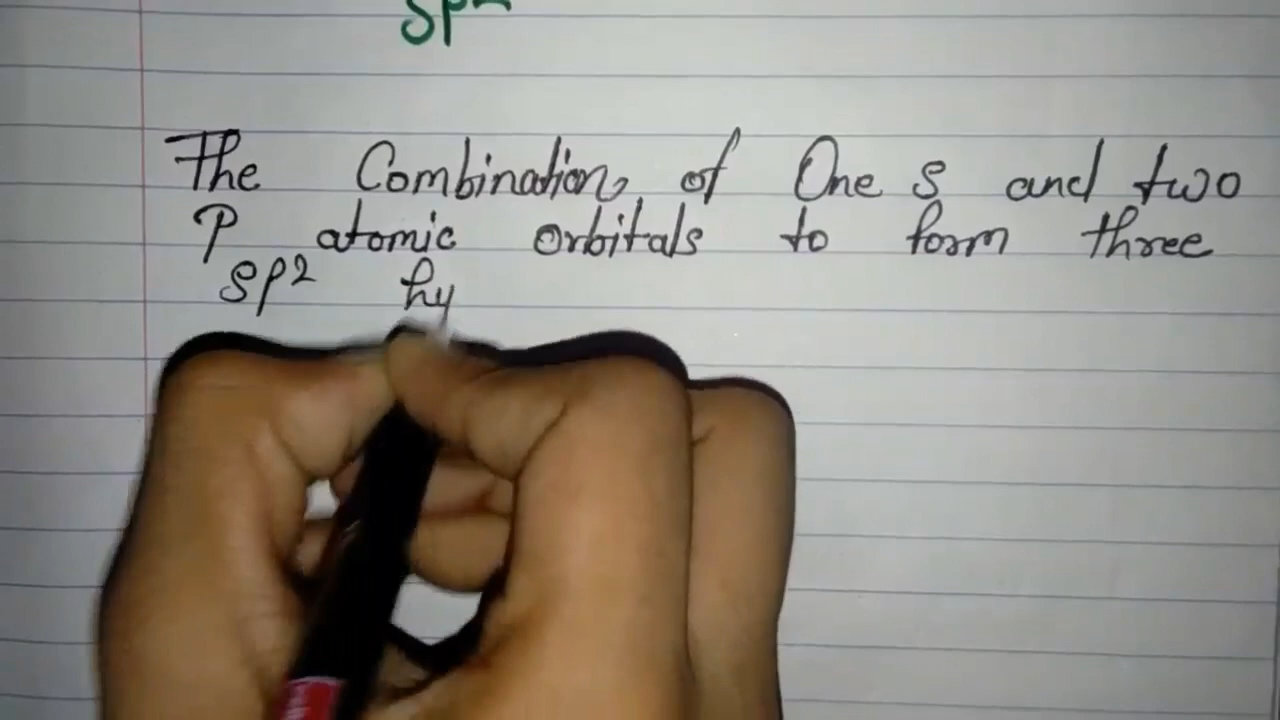 sp2
The Combination of One s and two
P atomic orbitals to form three
sp2 hy